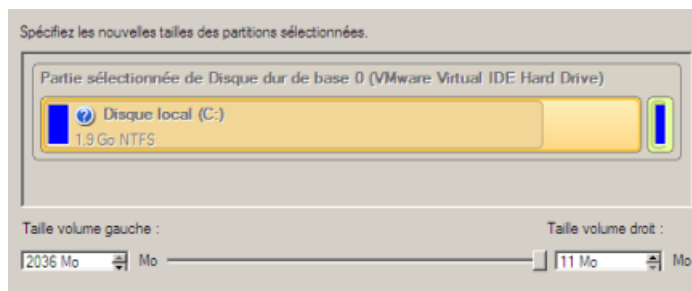 Spécifiez les nouvelles tailles des partitions sélectionnées.
Partie sélectionnée de Disque dur de base 0 (VMware Virtual IDE Hard Drive)
Disque local (C:)
1.9 Go NTFS
Taille volume gauche : Taille volume droit :
2036 Mo Mo 11 Mo Mo